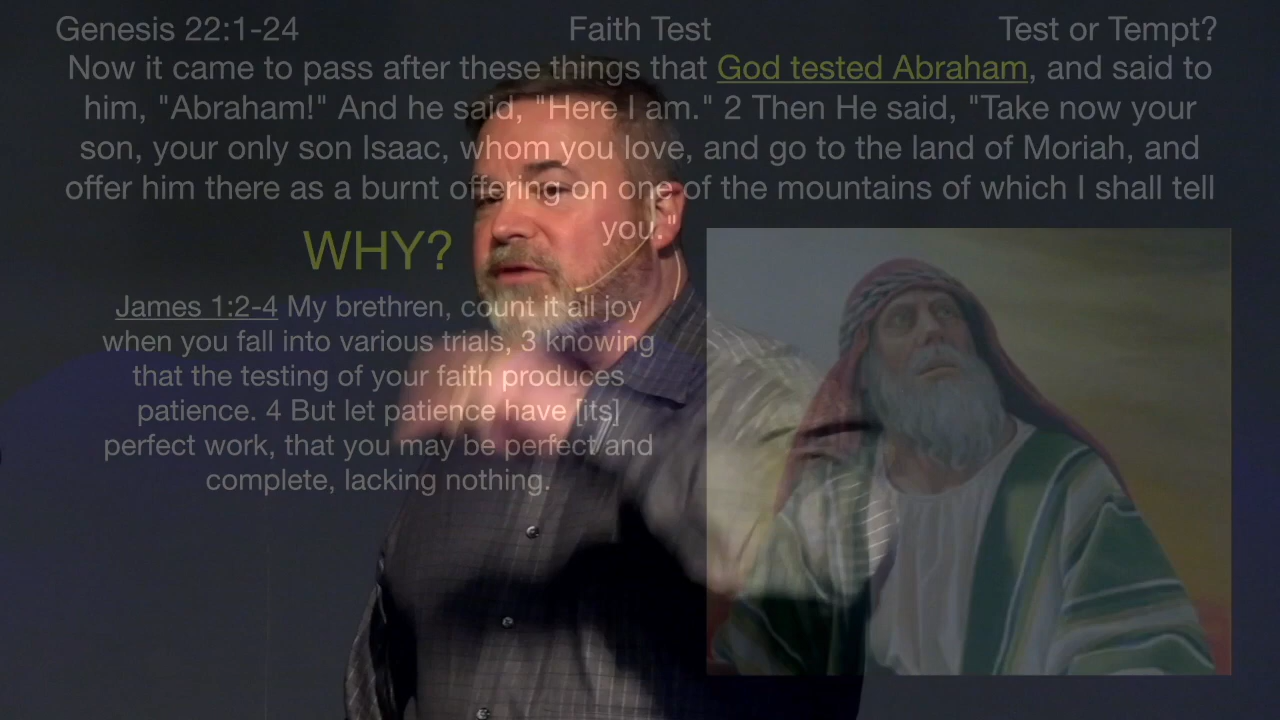 Genesis 22:1-24 Faith Test Test or Tempt?
Now it came to pass after these things that God tested Abraham, and said to
him, "Abraham!" And he said, "Here I am." 2 Then He said, "Take now your
son, your only son Isaac, whom you love, and go to the land of Moriah, and
offer him there as a burnt offering on one of the mountains of which I shall tell
you."
WHY?
James 1:2-4 My brethren, count it all joy
when you fall into various trials, 3 knowing
that the testing of your faith produces
patience. 4 But let patience have [its]
perfect work, that you may be perfect and
complete, lacking nothing.